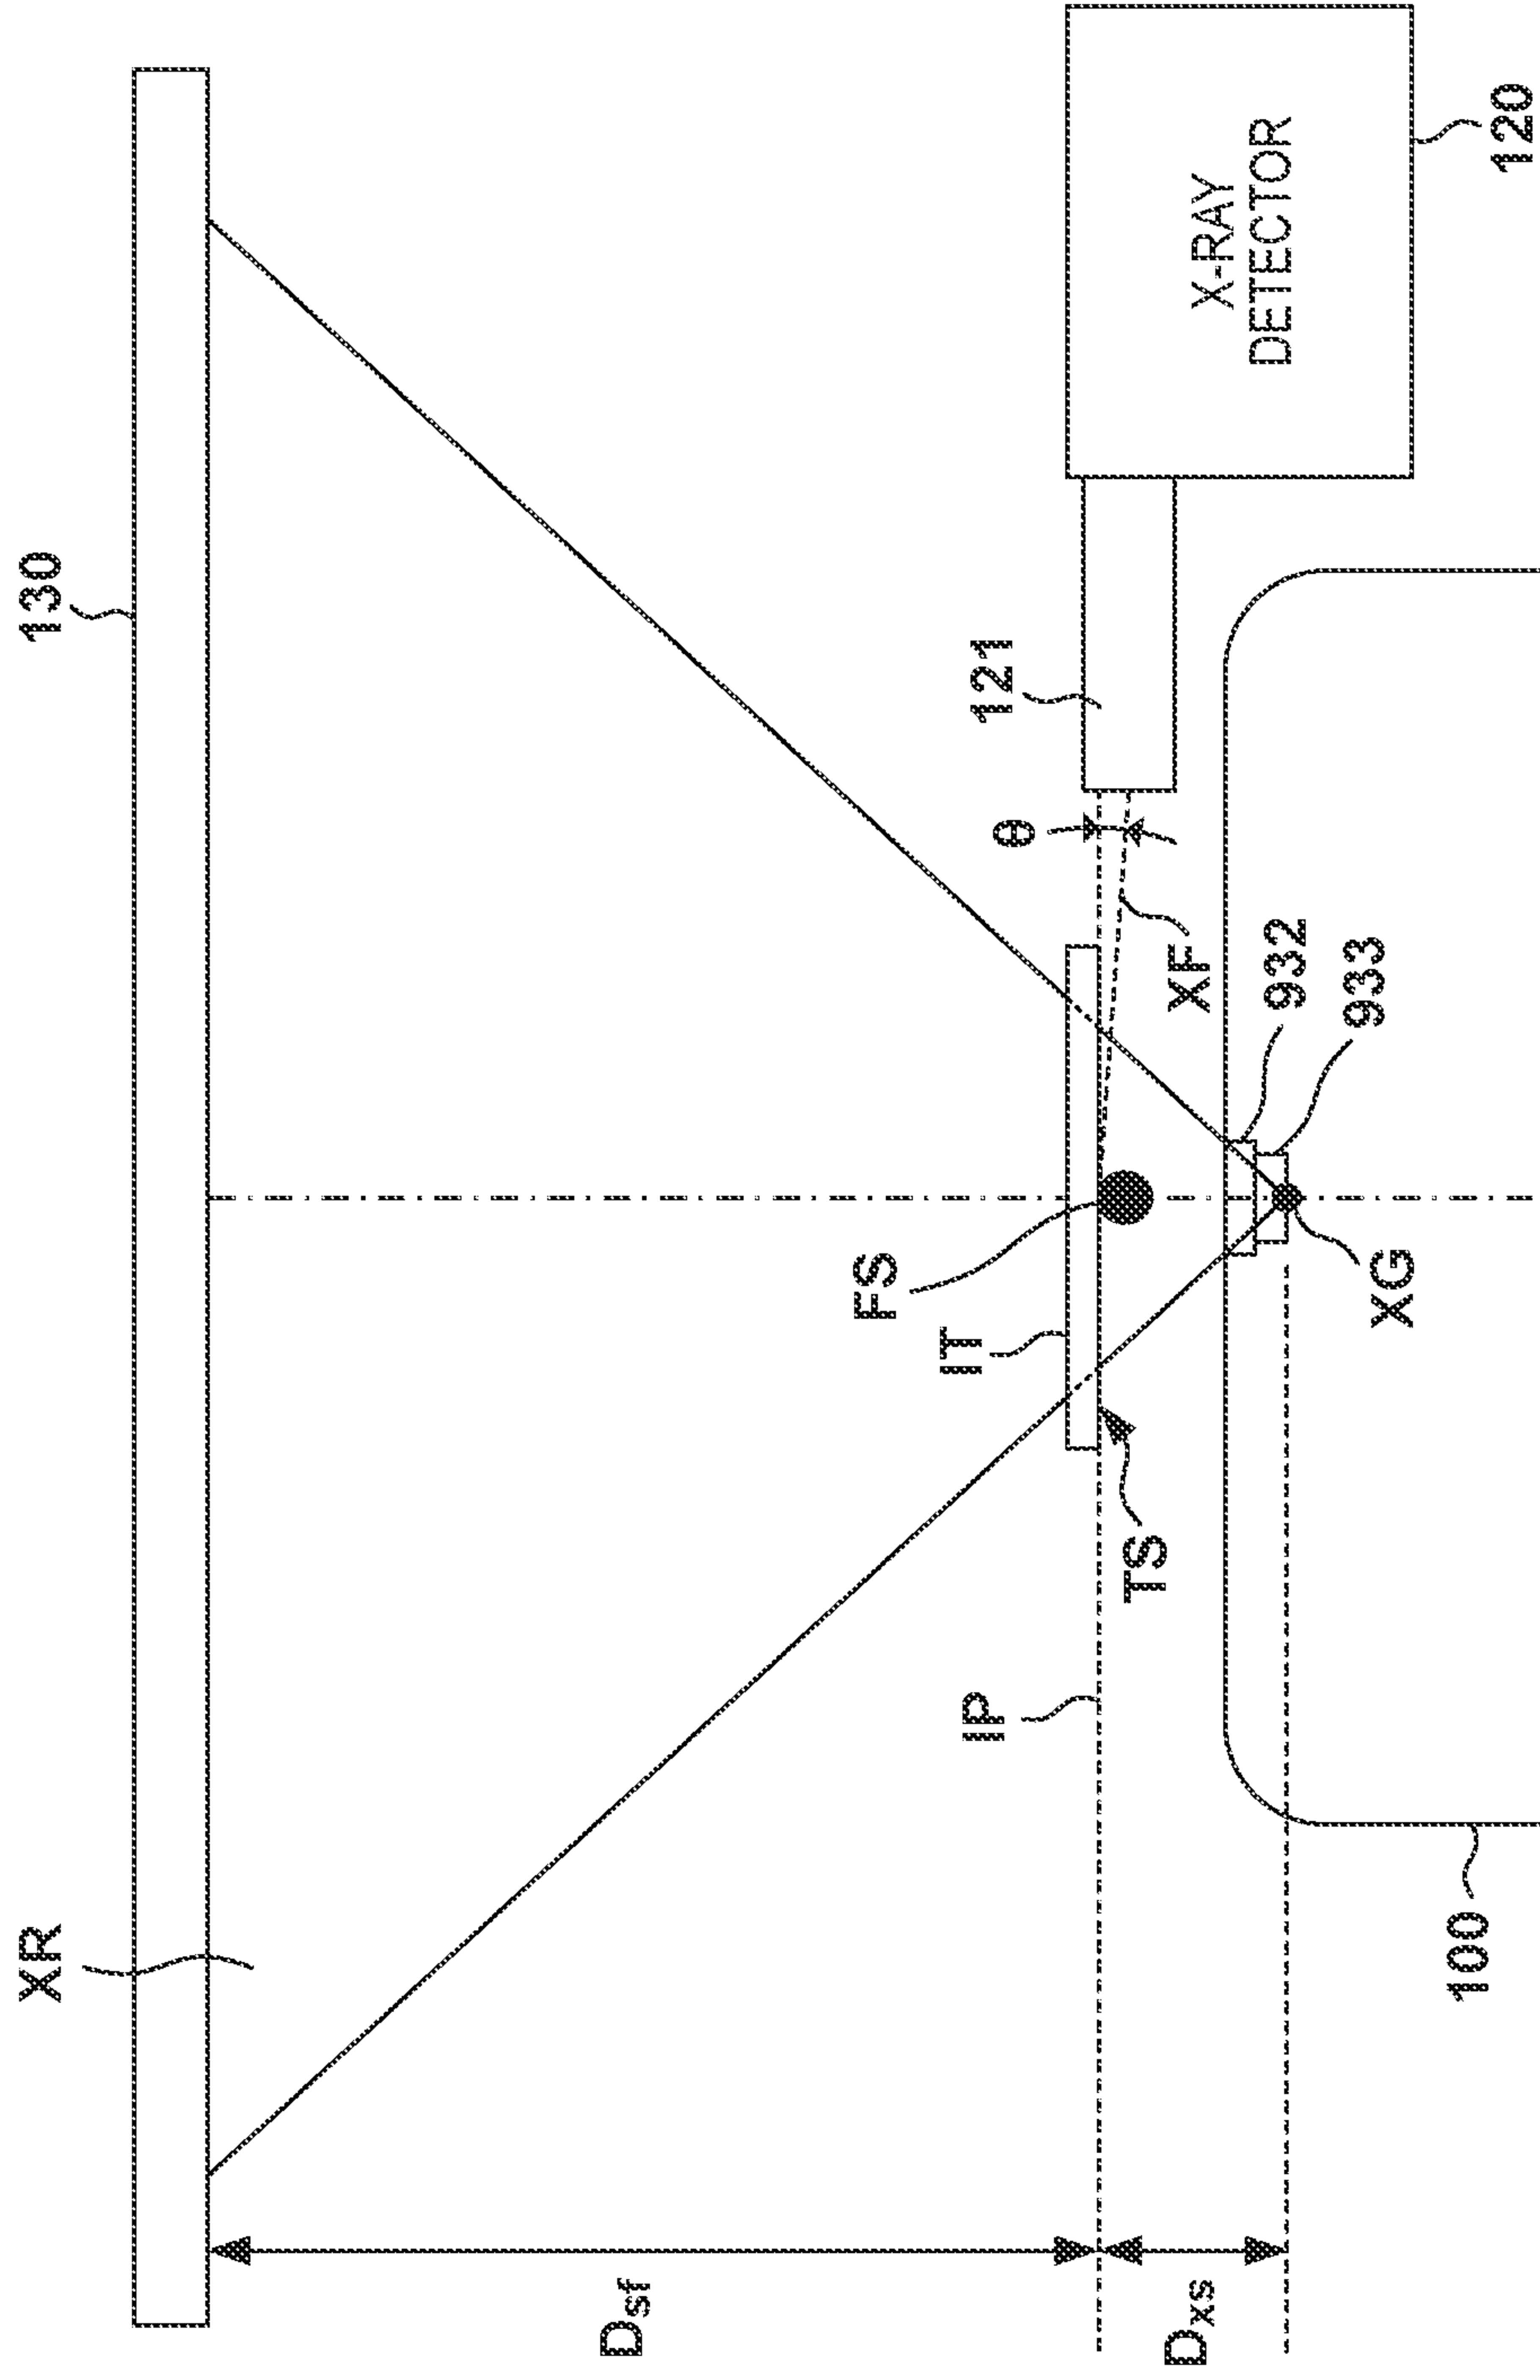 130
XR
X-RAY
DETECTOR
120
121
θ
XF
932
933
FS
IT
XG
TS
IP
100
Dsf
Dxs